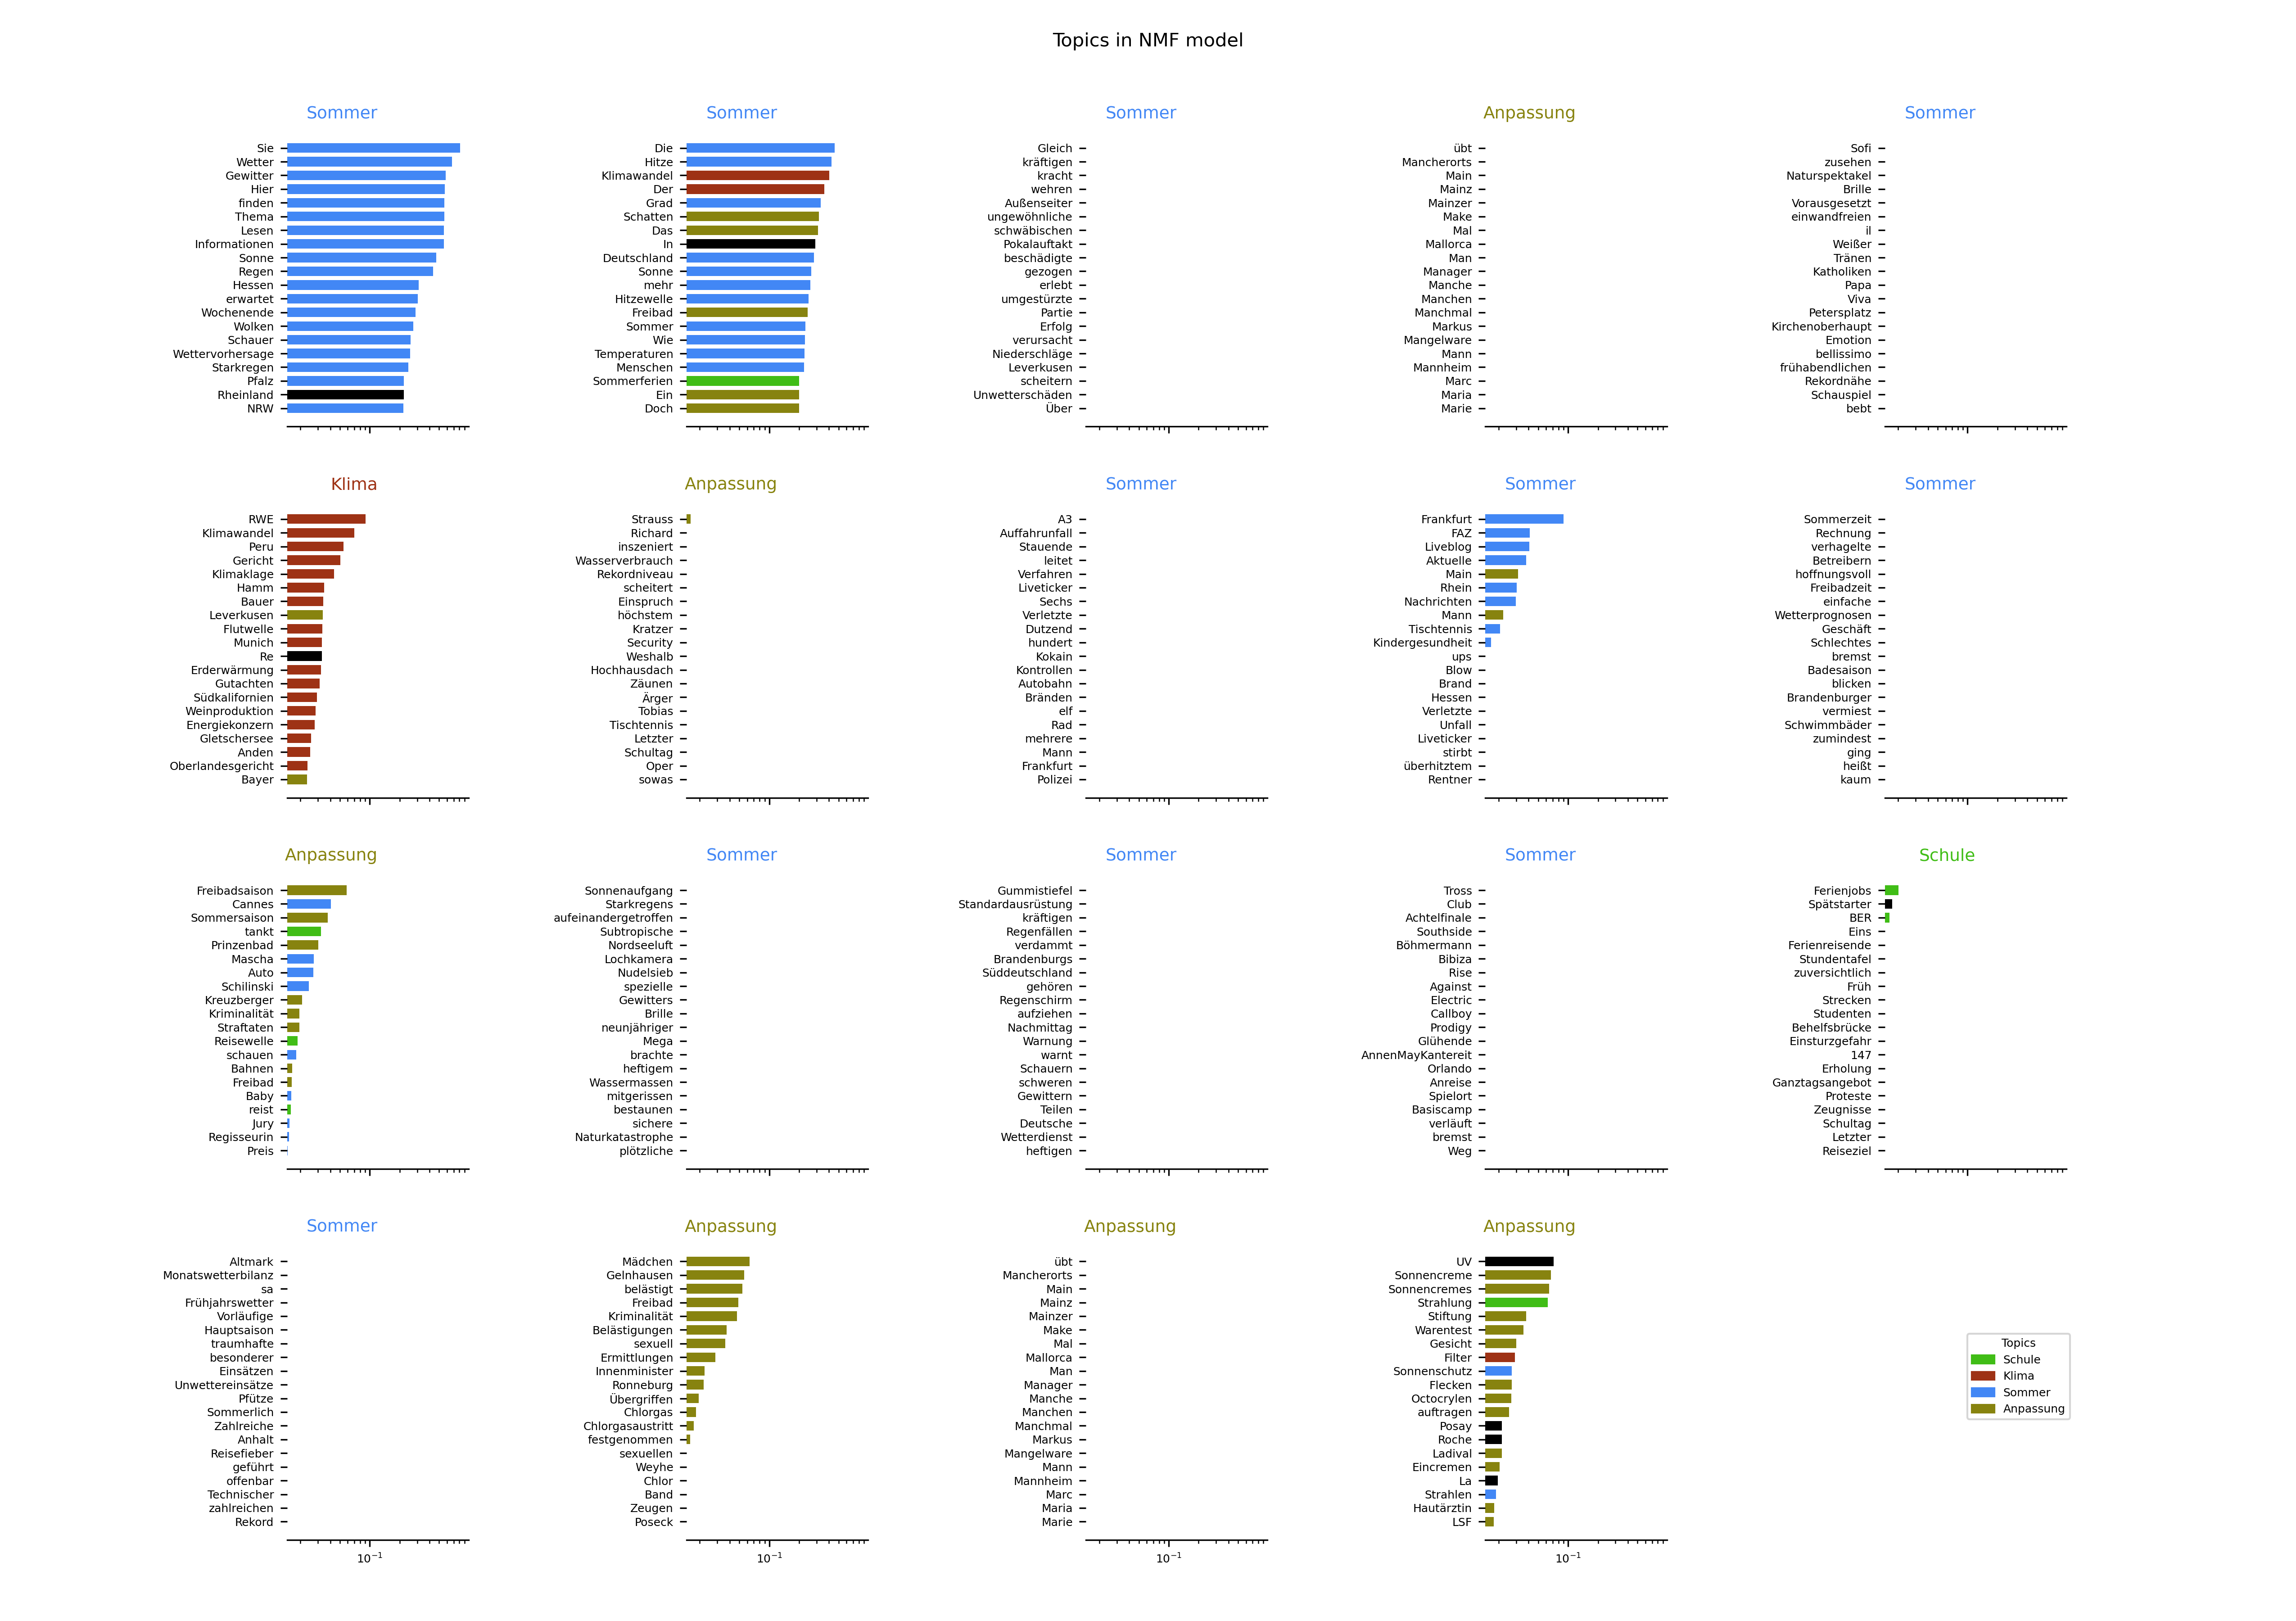 Topics in NMF model
Sommer
Sie
Wetter
Gewitter
Hier
finden
Thema
Lesen
Informationen
Sonne
Regen
Hessen
erwartet
Wochenende
Wolken
Schauer
Wettervorhersage
Starkregen
Pfalz
Rheinland
NRW
Sommer
Die
Hitze
Klimawandel
Der
Grad
Schatten
Das
In
Deutschland
Sonne
mehr
Hitzewelle
Freibad
Sommer
Wie
Temperaturen
Menschen
Sommerferien
Ein
Doch
Sommer
Gleich
kräftigen
kracht
wehren
Außenseiter
ungewöhnliche
schwäbischen
Pokalauftakt
beschädigte
gezogen
erlebt
umgestürzte
Partie
Erfolg
verursacht
Niederschläge
Leverkusen
scheitern
Unwetterschäden
Über
Anpassung
übt
Mancherorts
Main
Mainz
Mainzer
Make
Mal
Mallorca
Man
Manager
Manche
Manchen
Manchmal
Markus
Mangelware
Mann
Mannheim
Marc
Maria
Marie
Sommer
Sofi
zusehen
Naturspektakel
Brille
Vorausgesetzt
einwandfreien
il
Weißer
Tränen
Katholiken
Papa
Viva
Petersplatz
Kirchenoberhaupt
Emotion
bellissimo
frühabendlichen
Rekordnähe
Schauspiel
bebt
Klima
RWE
Klimawandel
Peru
Gericht
Klimaklage
Hamm
Bauer
Leverkusen
Flutwelle
Munich
Re
Erderwärmung
Gutachten
Südkalifornien
Weinproduktion
Energiekonzern
Gletschersee
Anden
Oberlandesgericht
Bayer
Anpassung
Strauss
Richard
inszeniert
Wasserverbrauch
Rekordniveau
scheitert
Einspruch
höchstem
Kratzer
Security
Weshalb
Hochhausdach
Zäunen
Ärger
Tobias
Tischtennis
Letzter
Schultag
Oper
sowas
Sommer
A3
Auffahrunfall
Stauende
leitet
Verfahren
Liveticker
Sechs
Verletzte
Dutzend
hundert
Kokain
Kontrollen
Autobahn
Bränden
elf
Rad
mehrere
Mann
Frankfurt
Polizei
Sommer
Frankfurt
FAZ
Liveblog
Aktuelle
Main
Rhein
Nachrichten
Mann
Tischtennis
Kindergesundheit
ups
Blow
Brand
Hessen
Verletzte
Unfall
Liveticker
stirbt
überhitztem
Rentner
Sommer
Sommerzeit
Rechnung
verhagelte
Betreibern
hoffnungsvoll
Freibadzeit
einfache
Wetterprognosen
Geschäft
Schlechtes
bremst
Badesaison
blicken
Brandenburger
vermiest
Schwimmbäder
zumindest
ging
heißt
kaum
Anpassung
Freibadsaison
Cannes
Sommersaison
tankt
Prinzenbad
Mascha
Auto
Schilinski
Kreuzberger
Kriminalität
Straftaten
Reisewelle
schauen
Bahnen
Freibad
Baby
reist
Jury
Regisseurin
Preis
Sommer
Sonnenaufgang
Starkregens
aufeinandergetroffen
Subtropische
Nordseeluft
Lochkamera
Nudelsieb
spezielle
Gewitters
Brille
neunjähriger
Mega
brachte
heftigem
Wassermassen
mitgerissen
bestaunen
sichere
Naturkatastrophe
plötzliche
Sommer
Gummistiefel
Standardausrüstung
kräftigen
Regenfällen
verdammt
Brandenburgs
Süddeutschland
gehören
Regenschirm
aufziehen
Nachmittag
Warnung
warnt
Schauern
schweren
Gewittern
Teilen
Deutsche
Wetterdienst
heftigen
Sommer
Tross
Club
Achtelfinale
Southside
Böhmermann
Bibiza
Rise
Against
Electric
Callboy
Prodigy
Glühende
AnnenMayKantereit
Orlando
Anreise
Spielort
Basiscamp
verläuft
bremst
Weg
Schule
Ferienjobs
Spätstarter
BER
Eins
Ferienreisende
Stundentafel
zuversichtlich
Früh
Strecken
Studenten
Behelfsbrücke
Einsturzgefahr
147
Erholung
Ganztagsangebot
Proteste
Zeugnisse
Schultag
Letzter
Reiseziel
Sommer
Altmark
Monatswetterbilanz
sa
Frühjahrswetter
Vorläufige
Hauptsaison
traumhafte
besonderer
Einsätzen
Unwettereinsätze
Pfütze
Sommerlich
Zahlreiche
Anhalt
Reisefieber
geführt
offenbar
Technischer
zahlreichen
Rekord
10⁻¹
Anpassung
Mädchen
Gelnhausen
belästigt
Freibad
Kriminalität
Belästigungen
sexuell
Ermittlungen
Innenminister
Ronneburg
Übergriffen
Chlorgas
Chlorgasaustritt
festgenommen
sexuellen
Weyhe
Chlor
Band
Zeugen
Poseck
10⁻¹
Anpassung
übt
Mancherorts
Main
Mainz
Mainzer
Make
Mal
Mallorca
Man
Manager
Manche
Manchen
Manchmal
Markus
Mangelware
Mann
Mannheim
Marc
Maria
Marie
10⁻¹
Anpassung
UV
Sonnencreme
Sonnencremes
Strahlung
Stiftung
Warentest
Gesicht
Filter
Sonnenschutz
Flecken
Octocrylen
auftragen
Posay
Roche
Ladival
Eincremen
La
Strahlen
Hautärztin
LSF
10⁻¹
Topics
Schule
Klima
Sommer
Anpassung